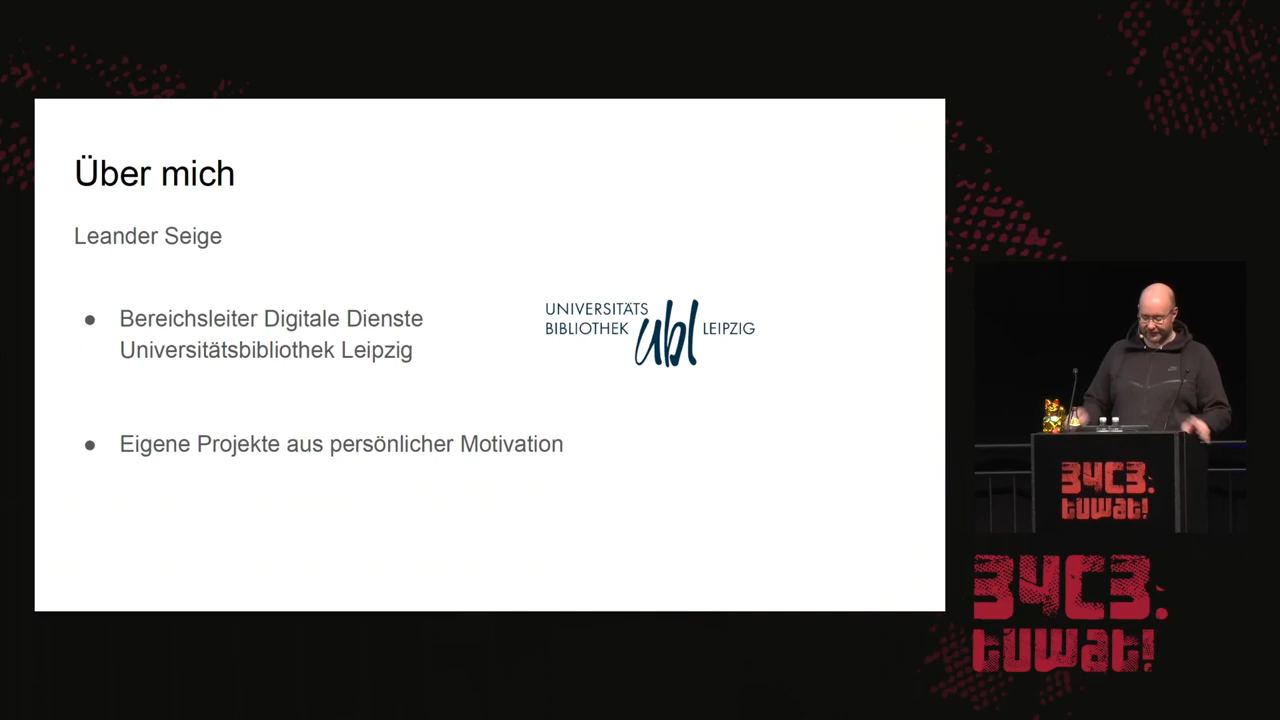 Über mich
Leander Seige
● Bereichsleiter Digitale Dienste
Universitätsbibliothek Leipzig
UNIVERSITÄTS
BIBLIOTHEK ubl LEIPZIG
● Eigene Projekte aus persönlicher Motivation
34C3.
tuwat!
34C3.
tuwat!